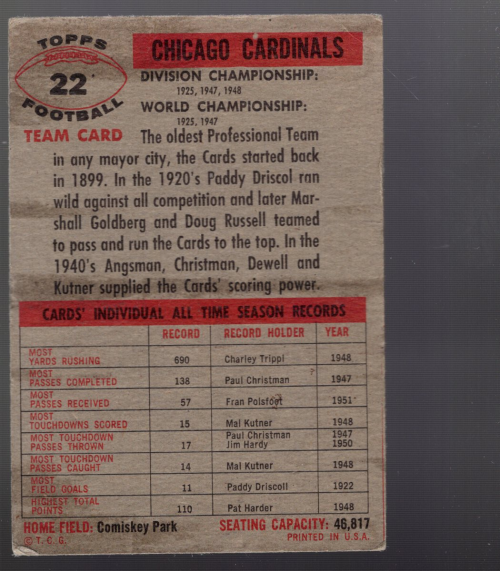 TOPPS
22
FOOTBALL
CHICAGO CARDINALS
DIVISION CHAMPIONSHIP:
1925, 1947, 1948
WORLD CHAMPIONSHIP:
1925, 1947
TEAM CARD The oldest Professional Team
in any mayor city, the Cards started back
in 1899. In the 1920's Paddy Driscol ran
wild against all competition and later Mar-
shall Goldberg and Doug Russell teamed
to pass and run the Cards to the top. In the
1940's Angsman, Christman, Dewell and
Kutner supplied the Cards' scoring power.
CARDS' INDIVIDUAL ALL TIME SEASON RECORDS
RECORD RECORD HOLDER YEAR
MOST
YARDS RUSHING 690 Charley Trippi 1948
MOST
PASSES COMPLETED 138 Paul Christman 1947
MOST
PASSES RECEIVED 57 Fran Polsfoot 1951
MOST
TOUCHDOWNS SCORED 15 Mal Kutner 1948
MOST TOUCHDOWN Paul Christman 1947
PASSES THROWN 17 Jim Hardy 1950
MOST TOUCHDOWN
PASSES CAUGHT 14 Mal Kutner 1948
MOST
FIELD GOALS 11 Paddy Driscoll 1922
HIGHEST TOTAL
POINTS 110 Pat Harder 1948
HOME FIELD: Comiskey Park SEATING CAPACITY: 46,817
© T. C. G. PRINTED IN U.S.A.